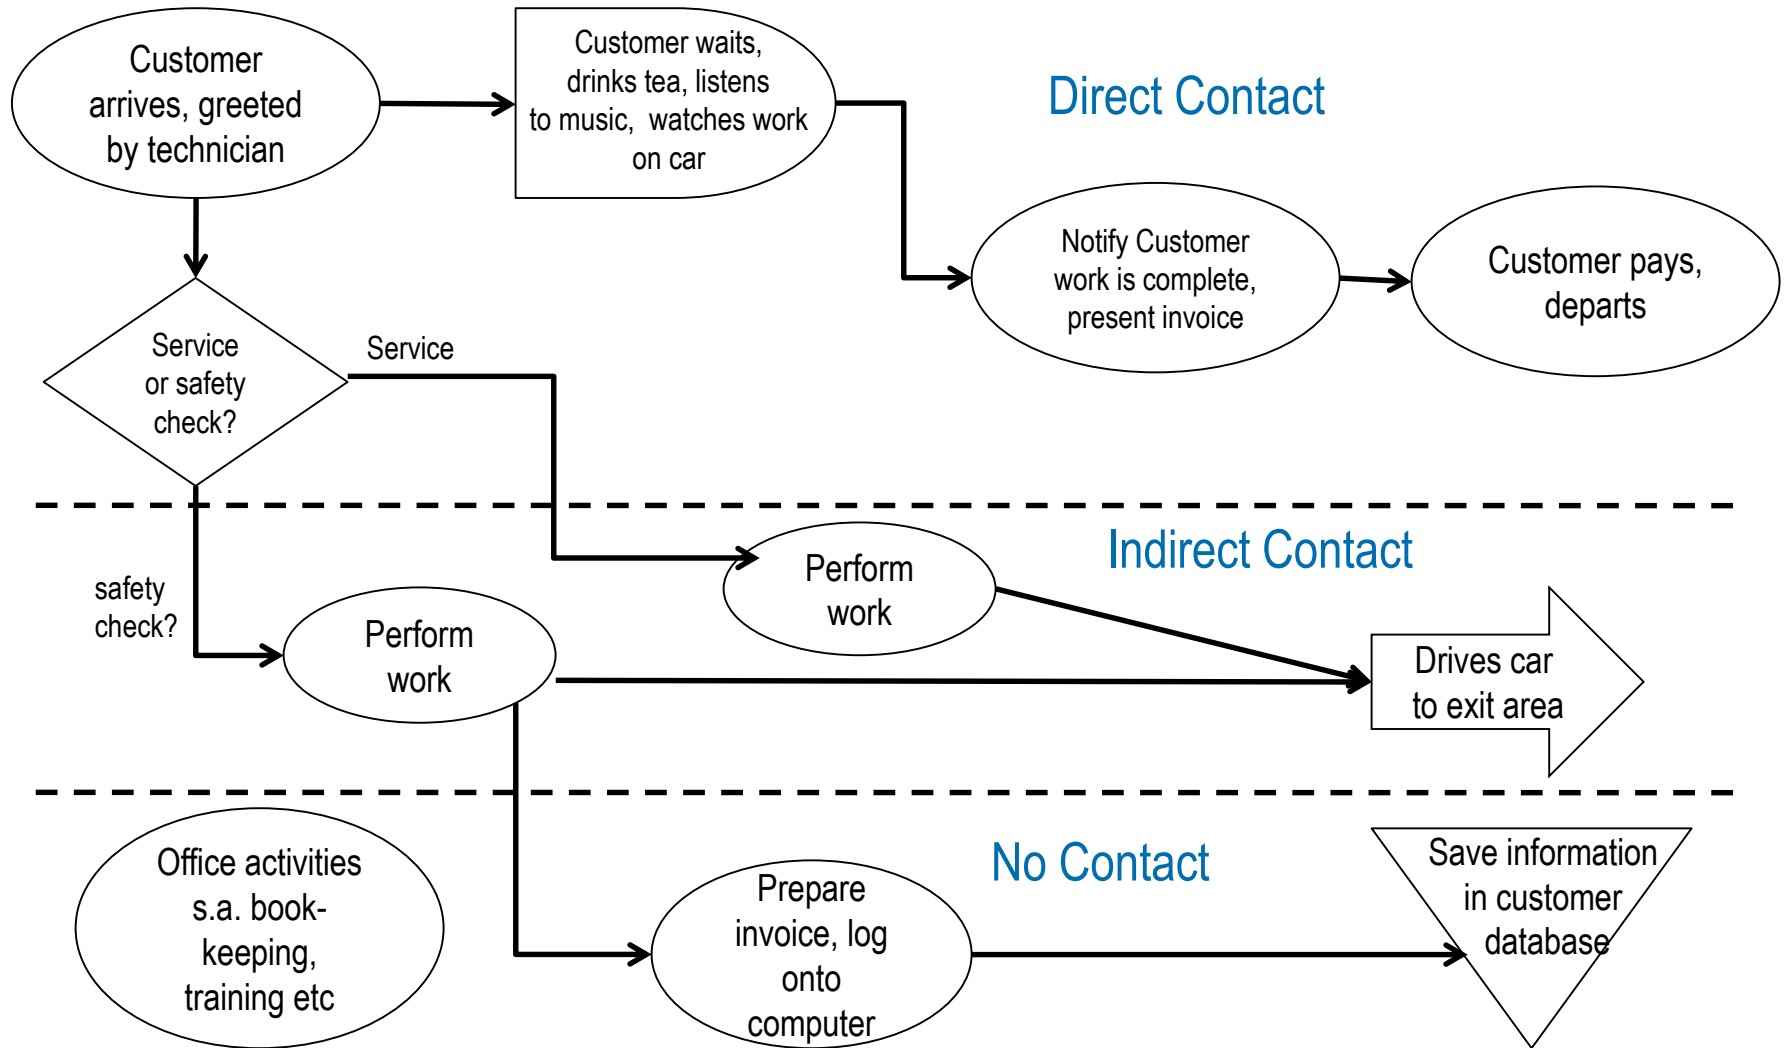 Customer
arrives, greeted
by technician
Customer waits,
drinks tea, listens
to music, watches work
on car
Direct Contact
Notify Customer
work is complete,
present invoice
Customer pays,
departs
Service
or safety
check?
Service
Indirect Contact
safety
check?
Perform
work
Perform
work
Drives car
to exit area
No Contact
Office activities
s.a. book-
keeping,
training etc
Prepare
invoice, log
onto
computer
Save information
in customer
database